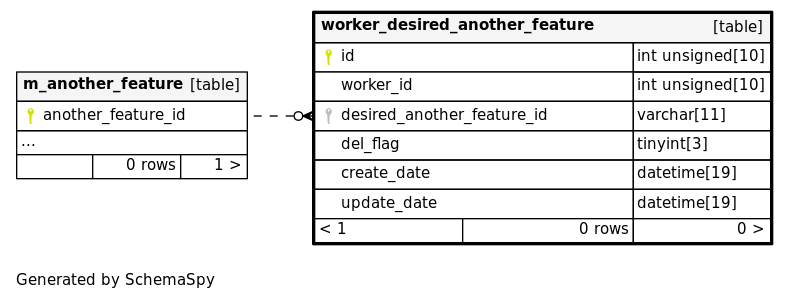 m_another_feature [table]
another_feature_id
...
0 rows 1 >
worker_desired_another_feature [table]
id int unsigned[10]
worker_id int unsigned[10]
desired_another_feature_id varchar[11]
del_flag tinyint[3]
create_date datetime[19]
update_date datetime[19]
< 1 0 rows 0 >
Generated by SchemaSpy